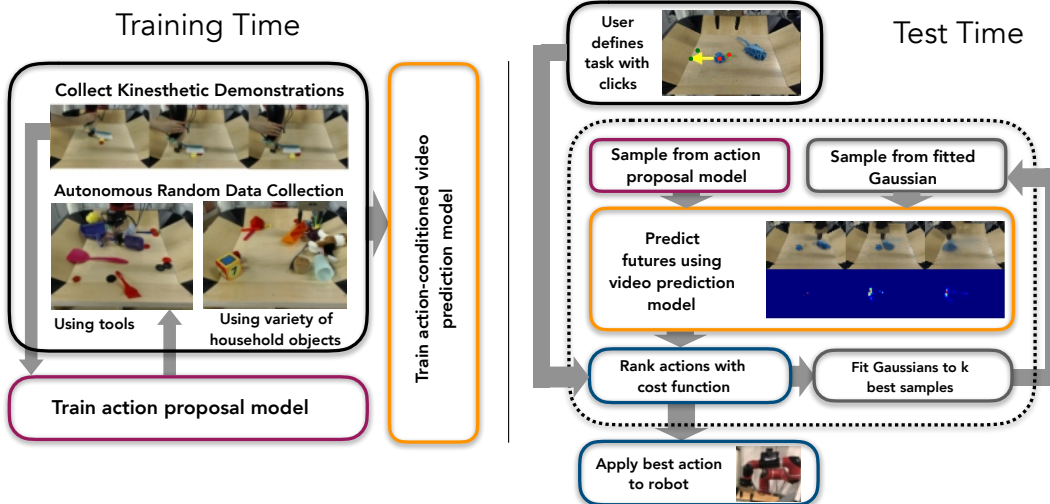 Training Time
Collect Kinesthetic Demonstrations
Autonomous Random Data Collection
Using tools
Using variety of
household objects
Train action proposal model
Train action-conditioned video
prediction model
Test Time
User
defines
task with
clicks
Sample from action
proposal model
Sample from fitted
Gaussian
Predict
futures using
video prediction
model
Rank actions with
cost function
Fit Gaussians to k
best samples
Apply best action
to robot